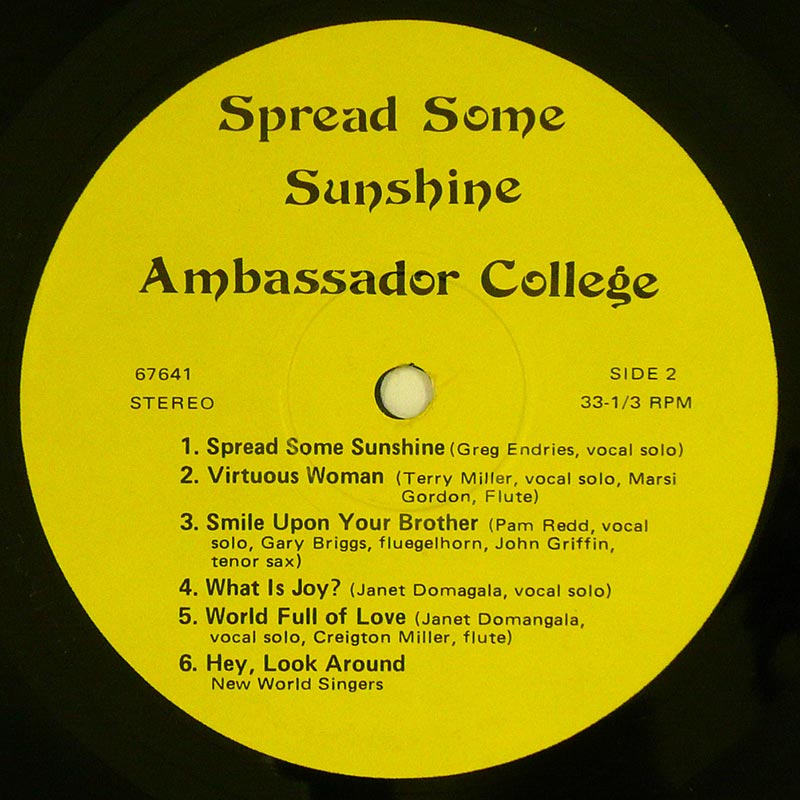 Spread Some
Sunshine
Ambassador College
67641
STEREO
SIDE 2
33-1/3 RPM
1. Spread Some Sunshine (Greg Endries, vocal solo)
2. Virtuous Woman (Terry Miller, vocal solo, Marsi
Gordon, Flute)
3. Smile Upon Your Brother (Pam Redd, vocal
solo, Gary Briggs, fluegelhorn, John Griffin,
tenor sax)
4. What Is Joy? (Janet Domagala, vocal solo)
5. World Full of Love (Janet Domangala,
vocal solo, Creigton Miller, flute)
6. Hey, Look Around
New World Singers